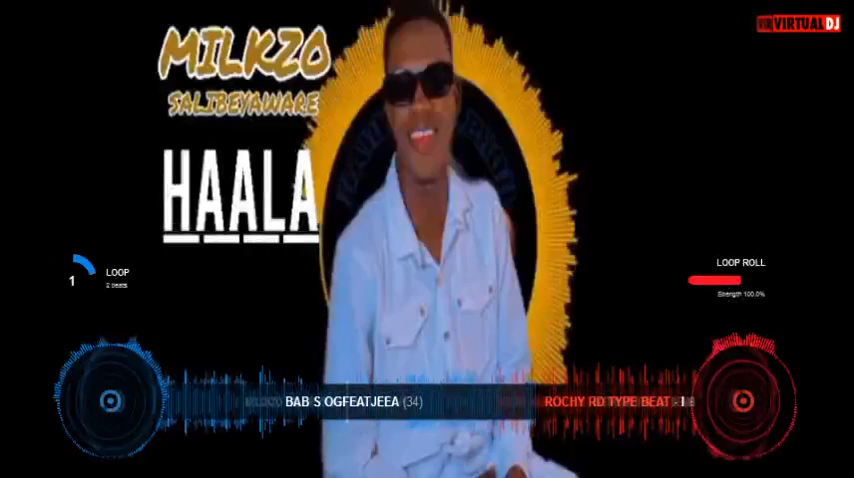 MILKZO
SALIBEYAWARE
HAALA
VIRTUAL DJ
1
LOOP
2 beats
LOOP ROLL
Strength 100.0%
MILKZO BAB S OGFEATJEEA (34)
ROCHY RD TYPE BEAT - I